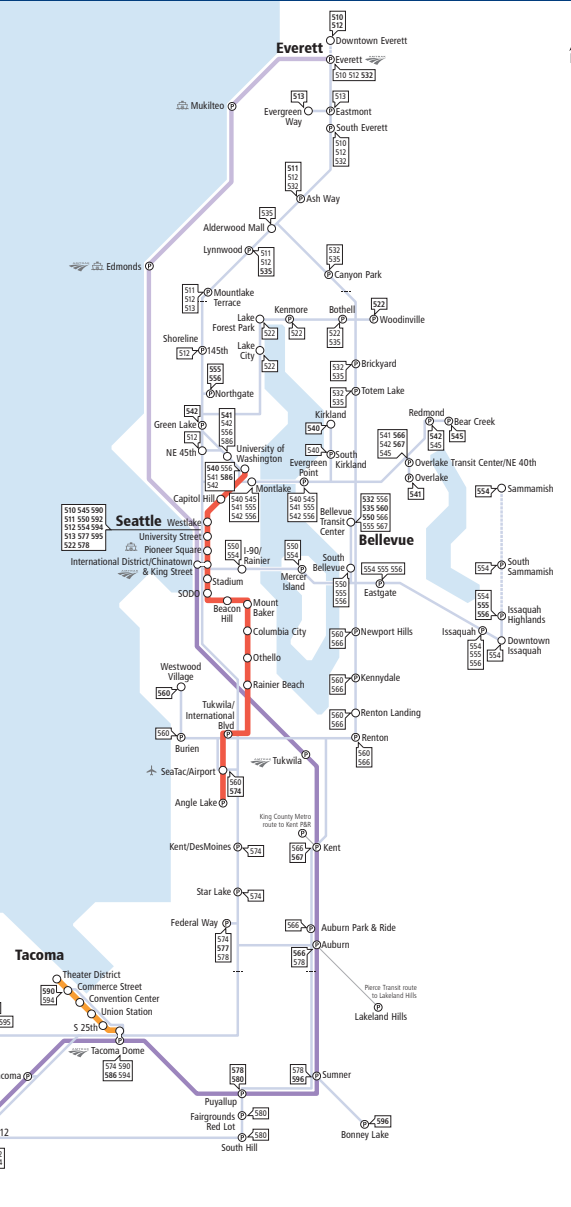 510
512
Downtown Everett
Everett
Everett
510 512 532
Mukilteo
513
Evergreen
Way
513
Eastmont
South Everett
510
512
532
511
512
532
Ash Way
535
Alderwood Mall
Lynnwood
511
512
535
532
535
Canyon Park
Edmonds
511
512
513
Mountlake
Terrace
Lake
Forest Park
522
Kenmore
522
Bothell
522
535
522
Woodinville
Shoreline
512
145th
Lake
City
522
532
535
Brickyard
555
556
Northgate
532
535
Totem Lake
542
Green Lake
512
NE 45th
541
542
556
586
University of
Washington
Kirkland
540
540
South
Kirkland
Redmond
542
545
Bear Creek
545
541 566
542 567
545
Overlake Transit Center/NE 40th
Overlake
541
540 556
541 586
542
Montlake
540 545
541 555
542 556
Evergreen
Point
540 545
541 555
542 556
Capitol Hill
510 545 590
511 550 592
512 554 594
513 577 595
522 578
Seattle
Westlake
University Street
Pioneer Square
International District/Chinatown
& King Street
Stadium
SODO
Bellevue
Transit
Center
532 556
535 560
550 566
555 567
Bellevue
554
Sammamish
550
554
I-90/
Rainier
550
554
Mercer
Island
South
Bellevue
550
555
556
554 555 556
Eastgate
554
South
Sammamish
554
555
556
Issaquah
Highlands
Issaquah
554
555
556
Downtown
Issaquah
554
Beacon
Hill
Mount
Baker
Columbia City
Othello
Rainier Beach
560
566
Newport Hills
560
566
Kennydale
560
566
Renton Landing
Renton
560
566
Westwood
Village
560
Tukwila/
International
Blvd
560
Burien
SeaTac/Airport
560
574
Angle Lake
Tukwila
King County Metro
route to Kent P&R
Kent/DesMoines
574
566
567
Kent
Star Lake
574
Federal Way
574
577
578
566
Auburn Park & Ride
Auburn
566
578
Pierce Transit route
to Lakeland Hills
Lakeland Hills
Tacoma
Theater District
590
594
Commerce Street
Convention Center
Union Station
S 25th
595
Tacoma Dome
574 590
586 594
coma
578
580
Puyallup
578
596
Sumner
Fairgrounds
Red Lot
580
580
South Hill
596
Bonney Lake
12